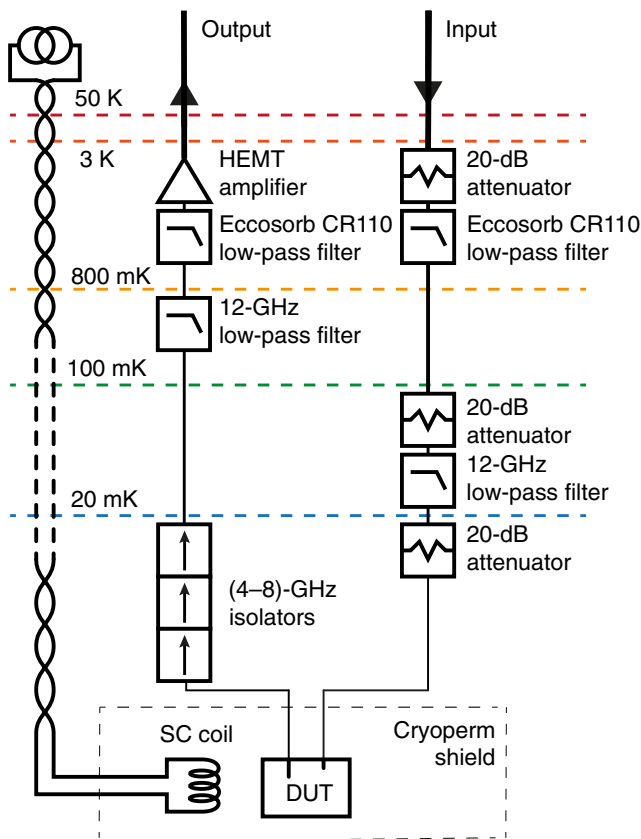 Output
Input
50 K
3 K
HEMT
amplifier
20-dB
attenuator
Eccosorb CR110
low-pass filter
Eccosorb CR110
low-pass filter
800 mK
12-GHz
low-pass filter
100 mK
20-dB
attenuator
12-GHz
low-pass filter
20 mK
20-dB
attenuator
(4–8)-GHz
isolators
SC coil
Cryoperm
shield
DUT